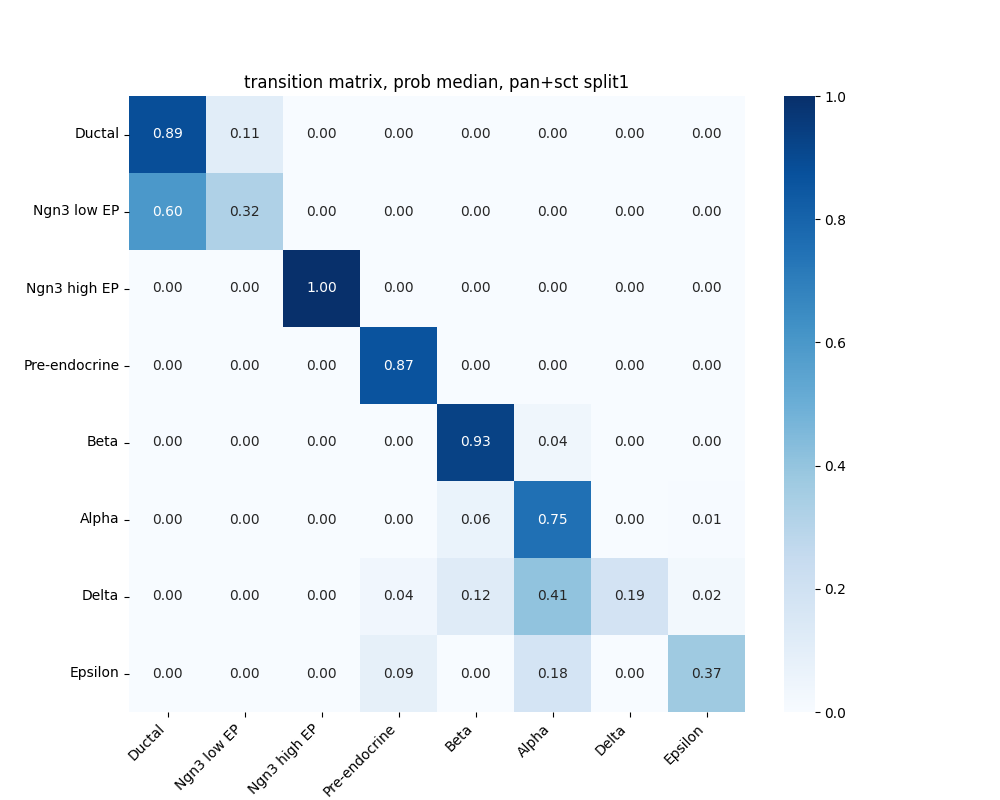 transition matrix, prob median, pan+sct split1
Ductal 0.89 0.11 0.00 0.00 0.00 0.00 0.00 0.00
Ngn3 low EP 0.60 0.32 0.00 0.00 0.00 0.00 0.00 0.00
Ngn3 high EP 0.00 0.00 1.00 0.00 0.00 0.00 0.00 0.00
Pre-endocrine 0.00 0.00 0.00 0.87 0.00 0.00 0.00 0.00
Beta 0.00 0.00 0.00 0.00 0.93 0.04 0.00 0.00
Alpha 0.00 0.00 0.00 0.00 0.06 0.75 0.00 0.01
Delta 0.00 0.00 0.00 0.04 0.12 0.41 0.19 0.02
Epsilon 0.00 0.00 0.00 0.09 0.00 0.18 0.00 0.37
Ductal Ngn3 low EP Ngn3 high EP Pre-endocrine Beta Alpha Delta Epsilon
1.0
0.8
0.6
0.4
0.2
0.0